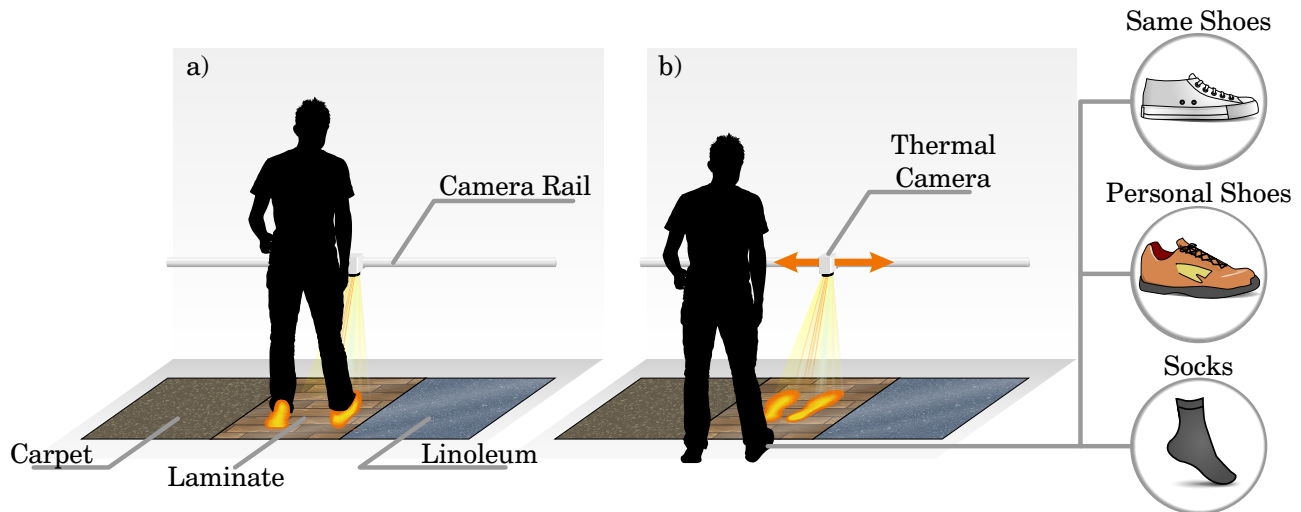 a)
Camera Rail
Carpet
Laminate
Linoleum
b)
Thermal
Camera
Same Shoes
Personal Shoes
Socks